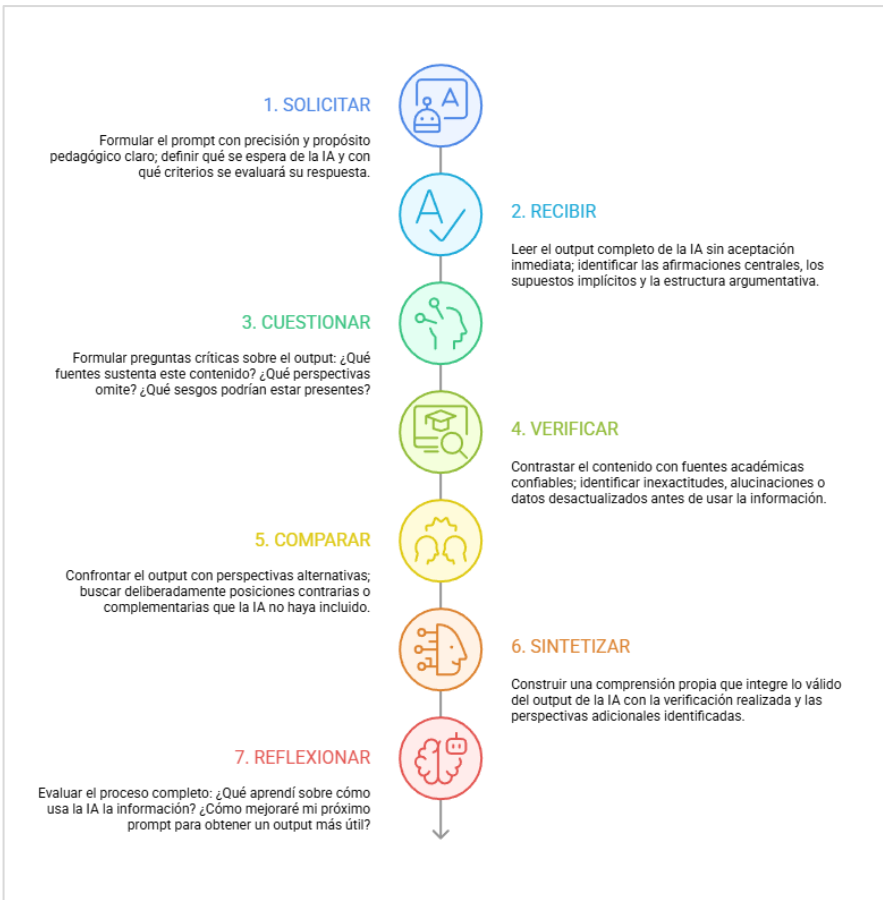 1. SOLICITAR
Formular el prompt con precisión y propósito
pedagógico claro; definir qué se espera de la IA y con
qué criterios se evaluará su respuesta.
2. RECIBIR
Leer el output completo de la IA sin aceptación
inmediata; identificar las afirmaciones centrales, los
supuestos implícitos y la estructura argumentativa.
3. CUESTIONAR
Formular preguntas críticas sobre el output: ¿Qué
fuentes sustenta este contenido? ¿Qué perspectivas
omite? ¿Qué sesgos podrían estar presentes?
4. VERIFICAR
Contrastar el contenido con fuentes académicas
confiables; identificar inexactitudes, alucinaciones o
datos desactualizados antes de usar la información.
5. COMPARAR
Confrontar el output con perspectivas alternativas;
buscar deliberadamente posiciones contrarias o
complementarias que la IA no haya incluido.
6. SINTETIZAR
Construir una comprensión propia que integre lo válido
del output de la IA con la verificación realizada y las
perspectivas adicionales identificadas.
7. REFLEXIONAR
Evaluar el proceso completo: ¿Qué aprendí sobre cómo
usa la IA la información? ¿Cómo mejoraré mi próximo
prompt para obtener un output más útil?